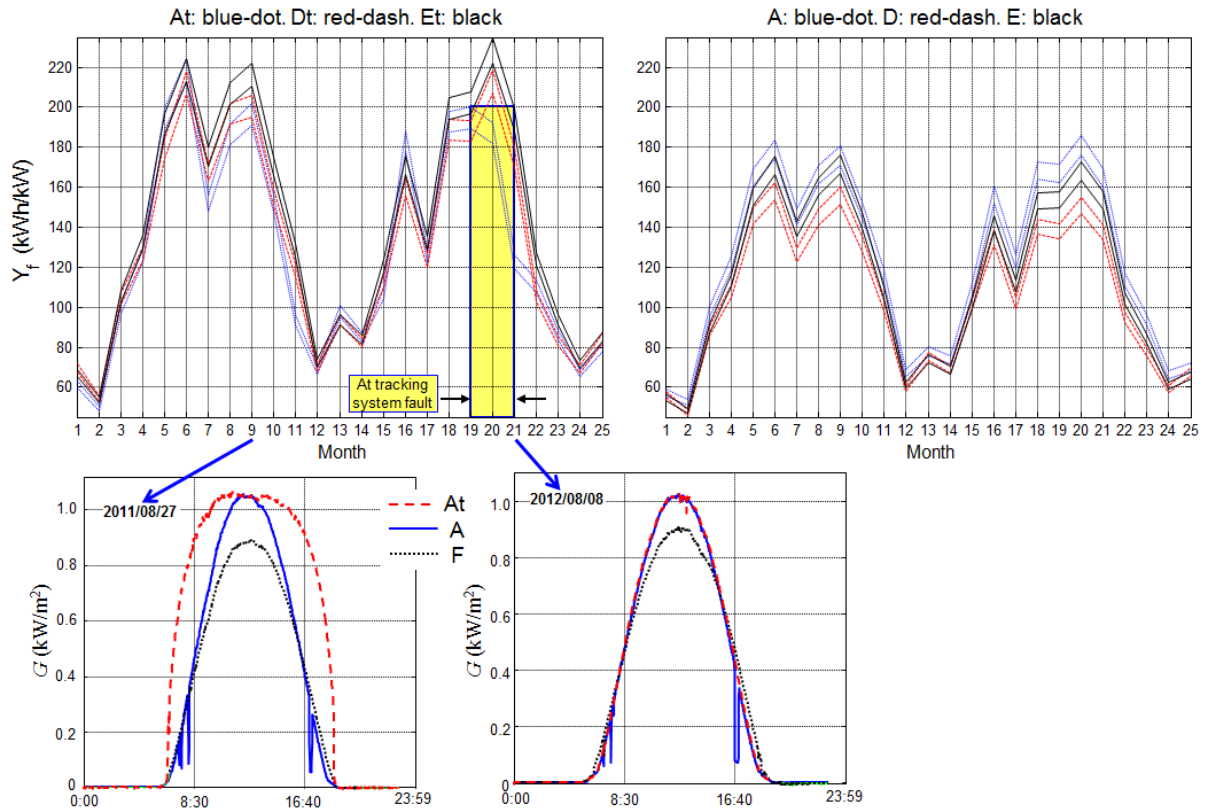 At: blue-dot. Dt: red-dash. Et: black
A: blue-dot. D: red-dash. E: black
Y_f (kWh/kW)
220
200
180
160
140
120
100
80
60
At tracking
system fault
1 2 3 4 5 6 7 8 9 10 11 12 13 14 15 16 17 18 19 20 21 22 23 24 25
Month
220
200
180
160
140
120
100
80
60
1 2 3 4 5 6 7 8 9 10 11 12 13 14 15 16 17 18 19 20 21 22 23 24 25
Month
G (kW/m²)
1.0
0.8
0.6
0.4
0.2
0
2011/08/27
0:00 8:30 16:40 23:59
At
A
F
G (kW/m²)
1.0
0.8
0.6
0.4
0.2
0
2012/08/08
0:00 8:30 16:40 23:59